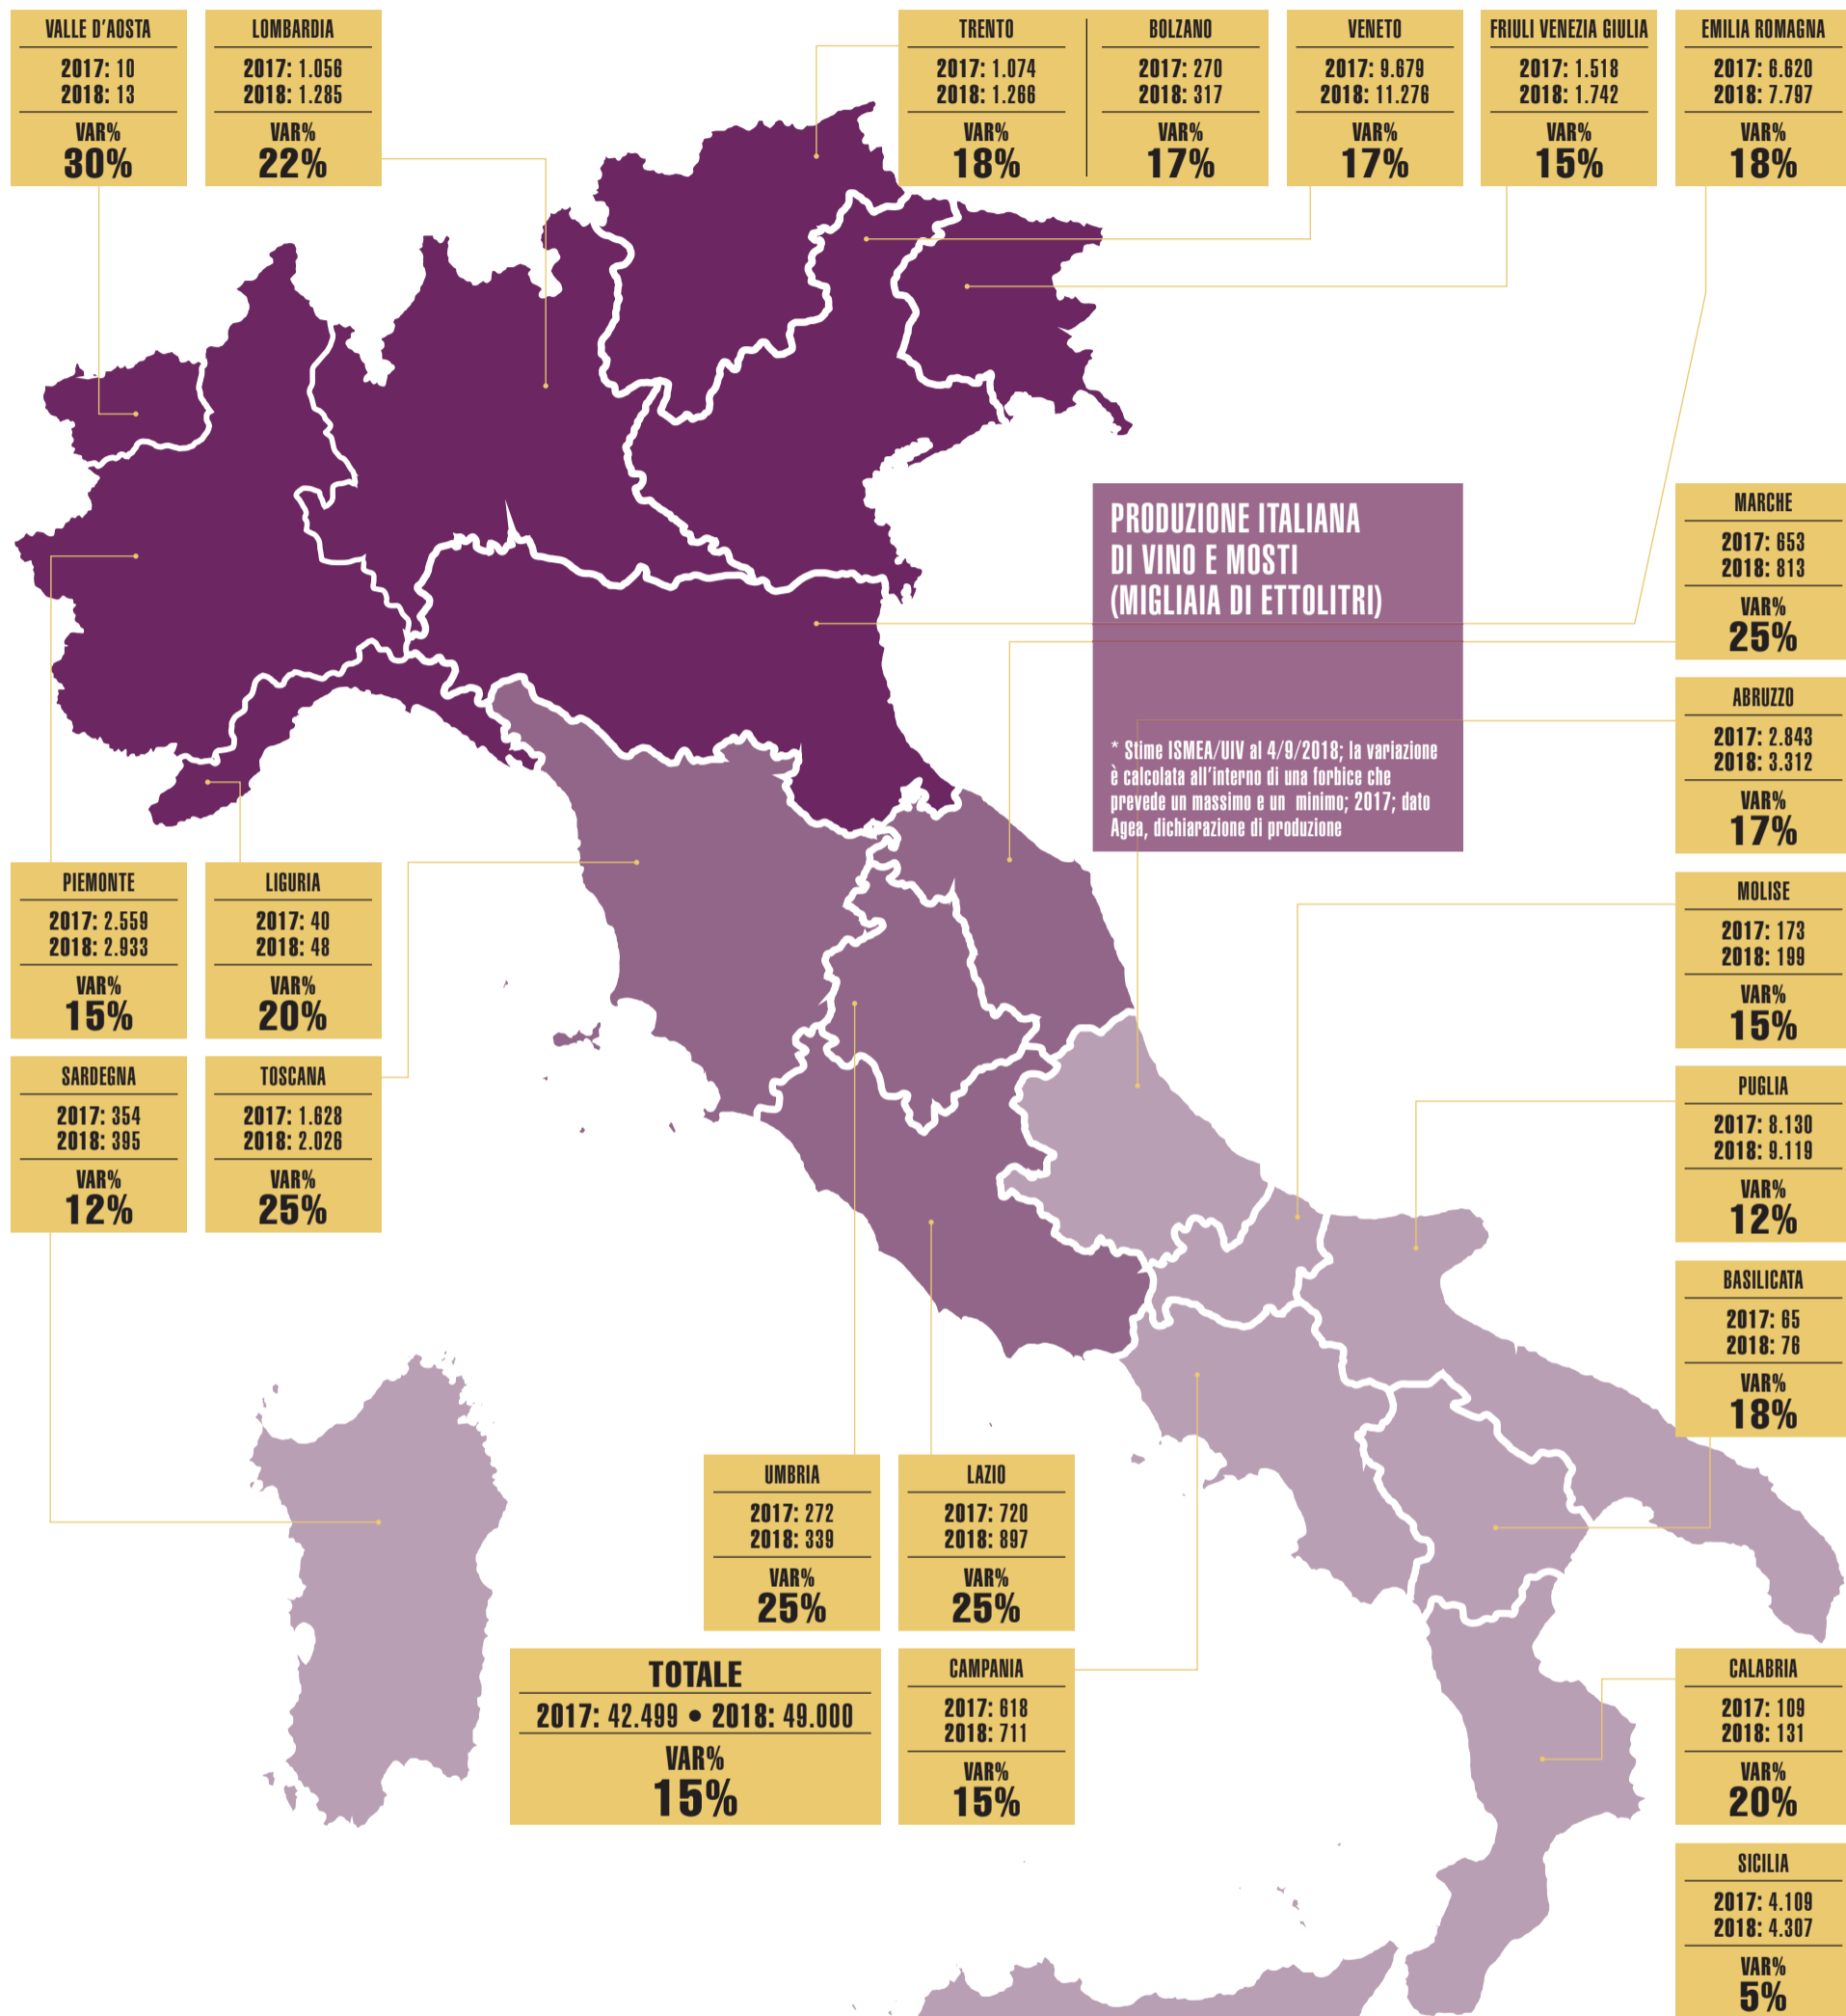 VALLE D'AOSTA
2017: 10
2018: 13
VAR%
30%
LOMBARDIA
2017: 1.056
2018: 1.285
VAR%
22%
TRENTO
2017: 1.074
2018: 1.266
VAR%
18%
BOLZANO
2017: 270
2018: 317
VAR%
17%
VENETO
2017: 9.679
2018: 11.276
VAR%
17%
FRIULI VENEZIA GIULIA
2017: 1.518
2018: 1.742
VAR%
15%
EMILIA ROMAGNA
2017: 6.620
2018: 7.797
VAR%
18%
PRODUZIONE ITALIANA
DI VINO E MOSTI
(MIGLIAIA DI ETTOLITRI)
* Stime ISMEA/UIV al 4/9/2018; la variazione
è calcolata all'interno di una forbice che
prevede un massimo e un minimo; 2017; dato
Agea, dichiarazione di produzione
MARCHE
2017: 653
2018: 813
VAR%
25%
ABRUZZO
2017: 2.843
2018: 3.312
VAR%
17%
PIEMONTE
2017: 2.559
2018: 2.933
VAR%
15%
LIGURIA
2017: 40
2018: 48
VAR%
20%
MOLISE
2017: 173
2018: 199
VAR%
15%
SARDEGNA
2017: 354
2018: 395
VAR%
12%
TOSCANA
2017: 1.628
2018: 2.026
VAR%
25%
PUGLIA
2017: 8.130
2018: 9.119
VAR%
12%
BASILICATA
2017: 65
2018: 76
VAR%
18%
UMBRIA
2017: 272
2018: 339
VAR%
25%
LAZIO
2017: 720
2018: 897
VAR%
25%
TOTALE
2017: 42.499 • 2018: 49.000
VAR%
15%
CAMPANIA
2017: 618
2018: 711
VAR%
15%
CALABRIA
2017: 109
2018: 131
VAR%
20%
SICILIA
2017: 4.109
2018: 4.307
VAR%
5%